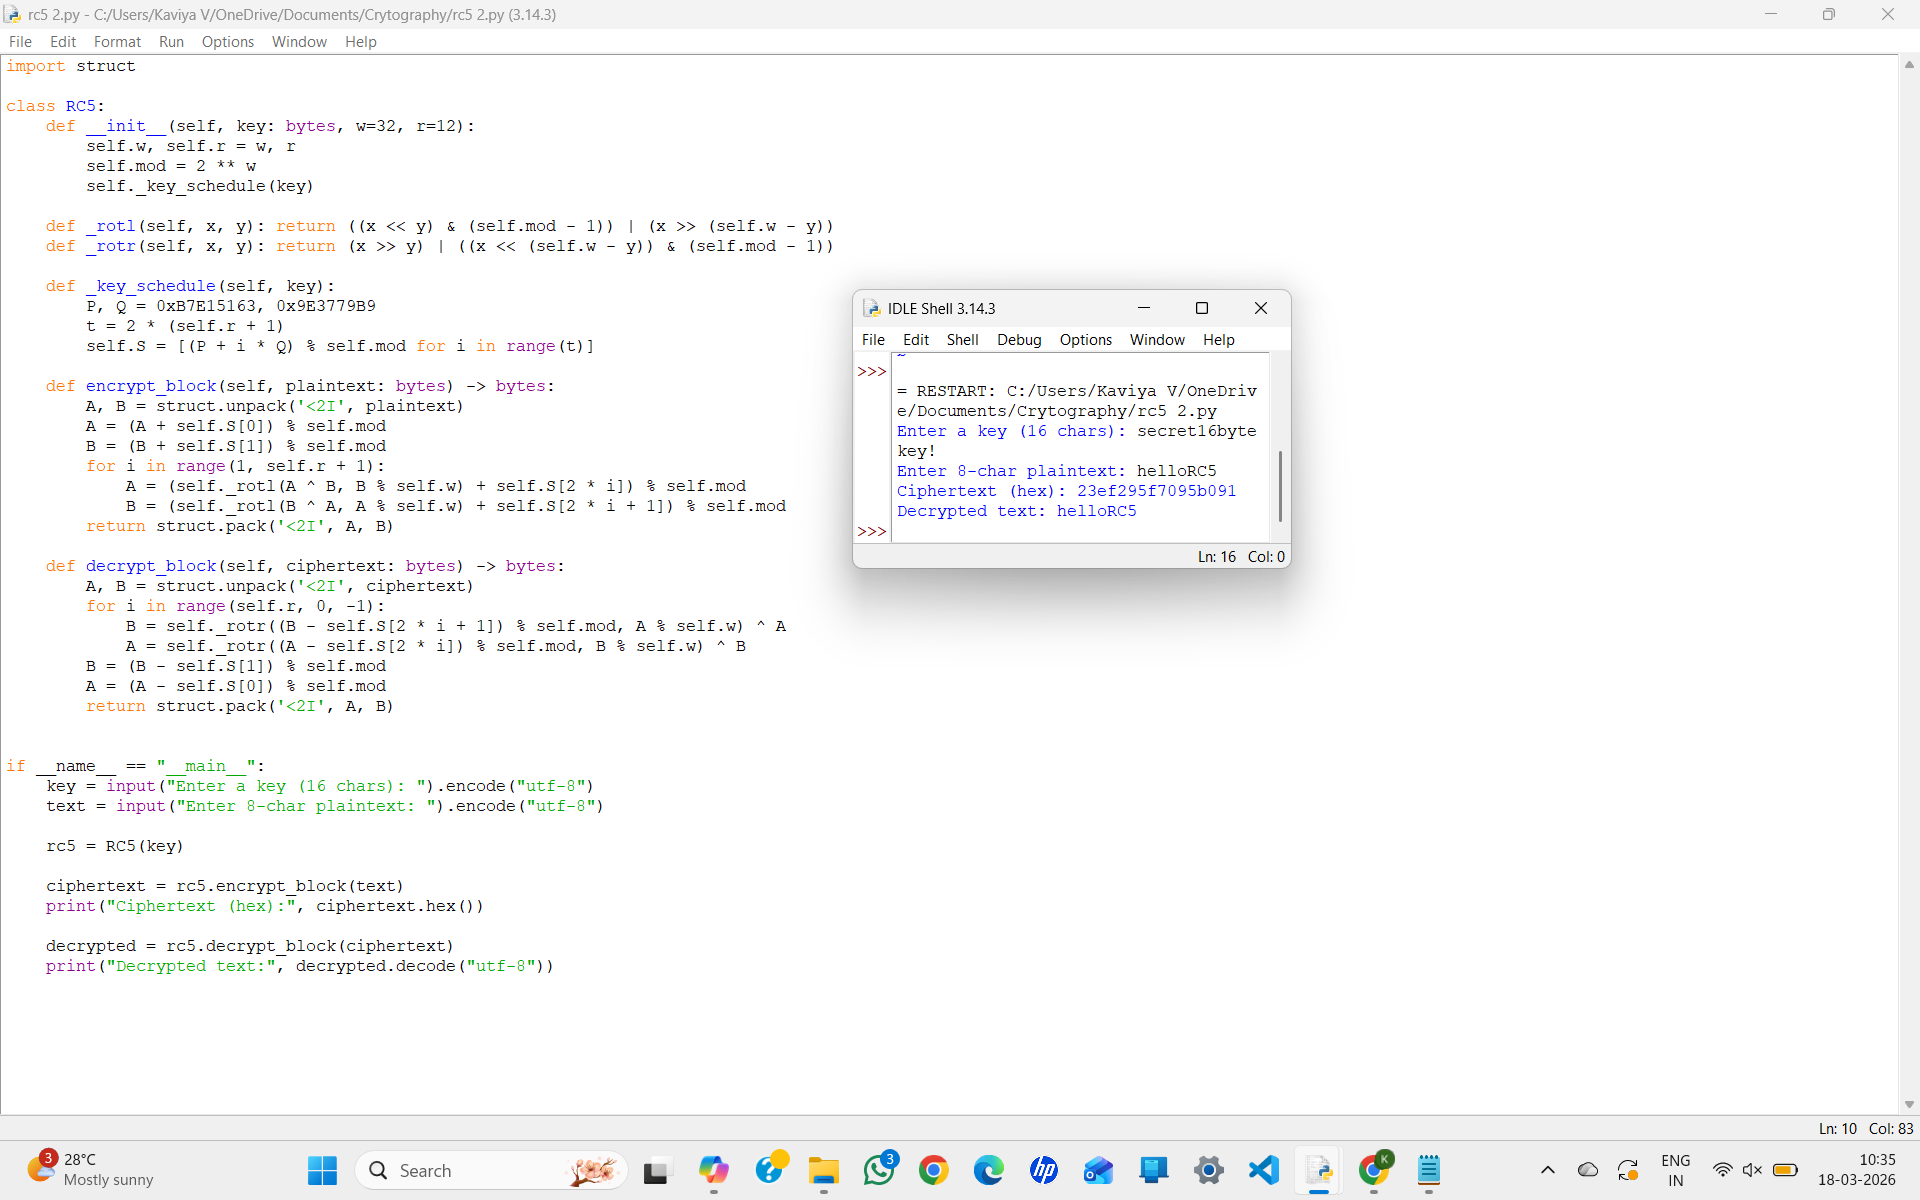 rc5 2.py - C:/Users/Kaviya V/OneDrive/Documents/Crytography/rc5 2.py (3.14.3)
File Edit Format Run Options Window Help
import struct
class RC5:
    def __init__(self, key: bytes, w=32, r=12):
        self.w, self.r = w, r
        self.mod = 2 ** w
        self._key_schedule(key)
    def _rotl(self, x, y): return ((x << y) & (self.mod - 1)) | (x >> (self.w - y))
    def _rotr(self, x, y): return (x >> y) | ((x << (self.w - y)) & (self.mod - 1))
    def _key_schedule(self, key):
        P, Q = 0xB7E15163, 0x9E3779B9
        t = 2 * (self.r + 1)
        self.S = [(P + i * Q) % self.mod for i in range(t)]
    def encrypt_block(self, plaintext: bytes) -> bytes:
        A, B = struct.unpack('<2I', plaintext)
        A = (A + self.S[0]) % self.mod
        B = (B + self.S[1]) % self.mod
        for i in range(1, self.r + 1):
            A = (self._rotl(A ^ B, B % self.w) + self.S[2 * i]) % self.mod
            B = (self._rotl(B ^ A, A % self.w) + self.S[2 * i + 1]) % self.mod
        return struct.pack('<2I', A, B)
    def decrypt_block(self, ciphertext: bytes) -> bytes:
        A, B = struct.unpack('<2I', ciphertext)
        for i in range(self.r, 0, -1):
            B = self._rotr((B - self.S[2 * i + 1]) % self.mod, A % self.w) ^ A
            A = self._rotr((A - self.S[2 * i]) % self.mod, B % self.w) ^ B
        B = (B - self.S[1]) % self.mod
        A = (A - self.S[0]) % self.mod
        return struct.pack('<2I', A, B)
if __name__ == "__main__":
    key = input("Enter a key (16 chars): ").encode("utf-8")
    text = input("Enter 8-char plaintext: ").encode("utf-8")
    rc5 = RC5(key)
    ciphertext = rc5.encrypt_block(text)
    print("Ciphertext (hex):", ciphertext.hex())
    decrypted = rc5.decrypt_block(ciphertext)
    print("Decrypted text:", decrypted.decode("utf-8"))
IDLE Shell 3.14.3
File Edit Shell Debug Options Window Help
>>>
= RESTART: C:/Users/Kaviya V/OneDriv
e/Documents/Crytography/rc5 2.py
Enter a key (16 chars): secret16byte
key!
Enter 8-char plaintext: helloRC5
Ciphertext (hex): 23ef295f7095b091
Decrypted text: helloRC5
>>>
Ln: 16 Col: 0
Ln: 10 Col: 83
3
28°C
Mostly sunny
Search
3
hp
K
ENG
IN
10:35
18-03-2026